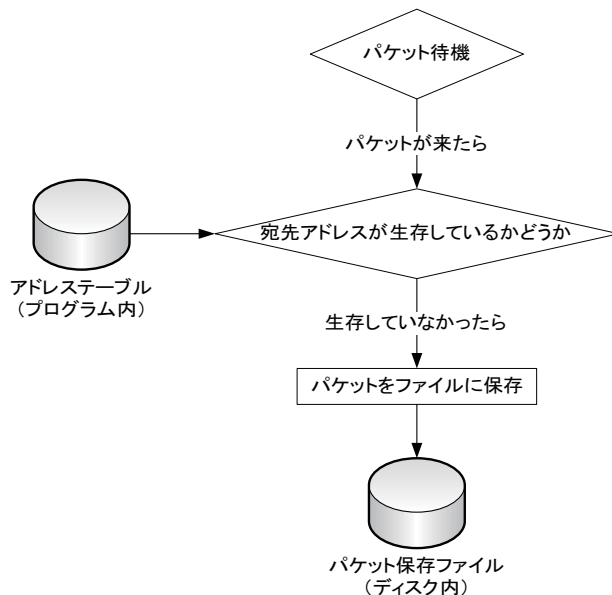 パケット待機
パケットが来たら
宛先アドレスが生存しているかどうか
アドレステーブル
（プログラム内）
生存していなかったら
パケットをファイルに保存
パケット保存ファイル
（ディスク内）